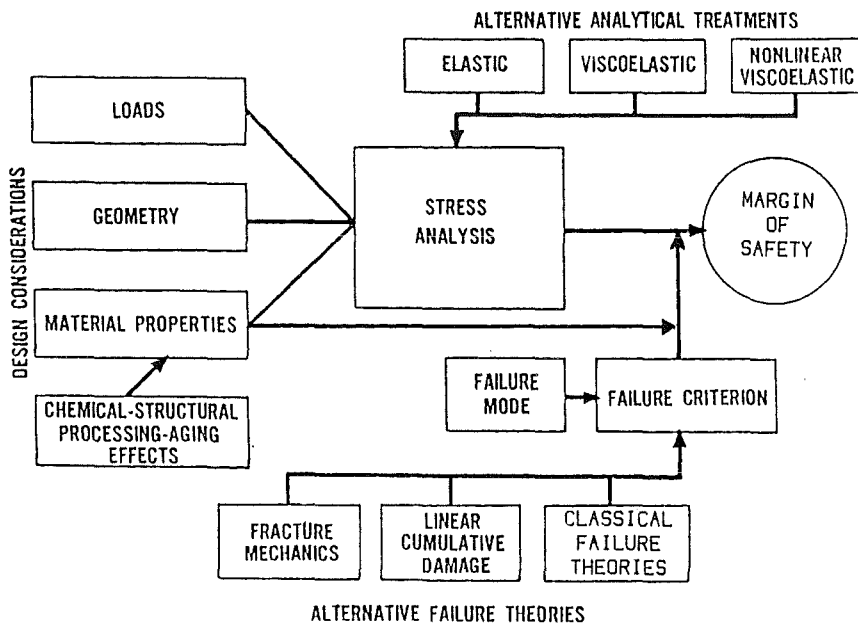 ALTERNATIVE ANALYTICAL TREATMENTS
ELASTIC
VISCOELASTIC
NONLINEAR
VISCOELASTIC
DESIGN CONSIDERATIONS
LOADS
GEOMETRY
MATERIAL PROPERTIES
CHEMICAL-STRUCTURAL
PROCESSING-AGING
EFFECTS
STRESS
ANALYSIS
MARGIN
OF
SAFETY
FAILURE
MODE
FAILURE CRITERION
FRACTURE
MECHANICS
LINEAR
CUMULATIVE
DAMAGE
CLASSICAL
FAILURE
THEORIES
ALTERNATIVE FAILURE THEORIES